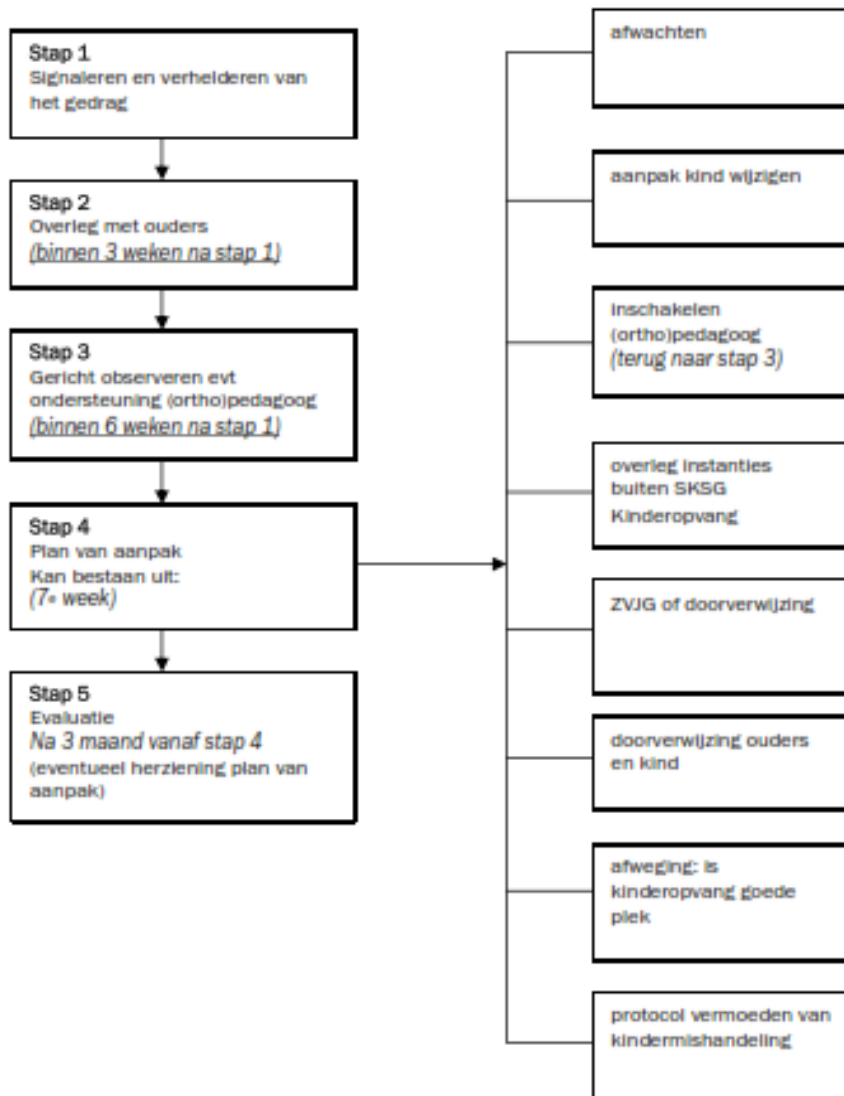 Stap 1
Signaleren en verhelderen van
het gedrag
Stap 2
Overleg met ouders
(binnen 3 weken na stap 1)
Stap 3
Gericht observeren evt
ondersteuning (ortho)pedagoog
(binnen 6 weken na stap 1)
Stap 4
Plan van aanpak
Kan bestaan uit:
(7e week)
Stap 5
Evaluatie
Na 3 maand vanaf stap 4
(eventueel herziening plan van
aanpak)
afwachten
aanpak kind wijzigen
inschakelen
(ortho)pedagoog
(terug naar stap 3)
overleg instanties
buiten SKSG
Kinderopvang
ZVJG of doorverwijzing
doorverwijzing ouders
en kind
afweging: is
kinderopvang goede
plek
protocol vermoeden van
kindermishandeling